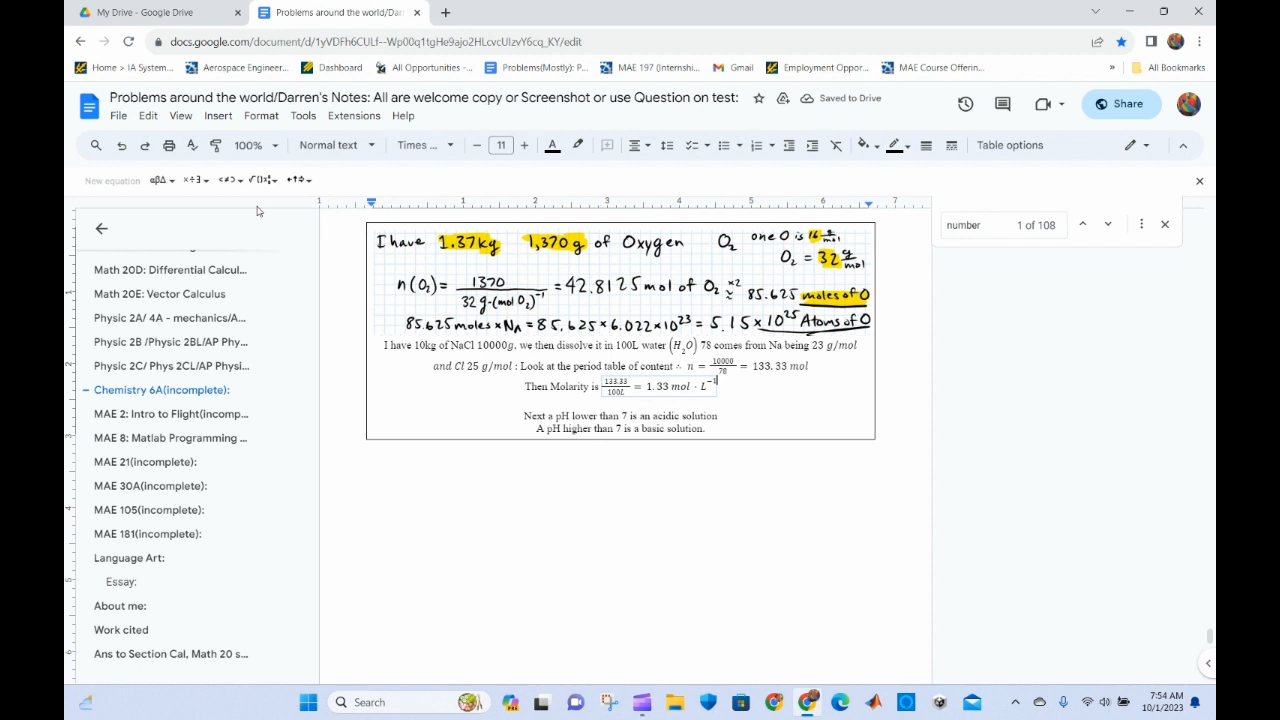 My Drive - Google Drive
Problems around the world/Dar
docs.google.com/document/d/1yVDFh6CULf--Wp00q1tgHe9ajo2HLcvcUIzvY6cq_KY/edit
Home > IA System...
Aerospace Engineer...
Dashboard
All Opportunities -...
Problems(Mostly): P...
MAE 197 (Internshi...
Gmail
Employment Oppor...
MAE Course Offerin...
»
All Bookmarks
Problems around the world/Darren's Notes: All are welcome copy or Screenshot or use Question on test:
Saved to Drive
File Edit View Insert Format Tools Extensions Help
Share
100%
Normal text
Times ...
11
Table options
New equation
number
1 of 108
1 1 2 3 4 5 6 7
Math 20D: Differential Calcul...
Math 20E: Vector Calculus
Physic 2A/ 4A - mechanics/A...
Physic 2B /Physic 2BL/AP Phy...
Physic 2C/ Phys 2CL/AP Physi...
Chemistry 6A(incomplete):
MAE 2: Intro to Flight(incomp...
MAE 8: Matlab Programming ...
MAE 21(incomplete):
MAE 30A(incomplete):
MAE 105(incomplete):
MAE 181(incomplete):
Language Art:
Essay:
About me:
Work cited
Ans to Section Cal, Math 20 s...
I have 1.37kg 1,370g of Oxygen O₂ one O is 16 g/mol
O₂ = 32 g/mol
n(O₂) = 1370 / 32 g·(mol O₂)⁻¹ = 42.8125 mol of O₂ ×2 ≈ 85.625 moles of O
85.625 moles × N_A = 85.625 × 6.022 × 10²³ = 5.15 × 10²⁵ Atoms of O
I have 10kg of NaCl 10000g, we then dissolve it in 100L water (H₂O) 78 comes from Na being 23 g/mol
and Cl 25 g/mol : Look at the period table of content ∴ n = 10000/78 = 133.33 mol
Then Molarity is 133.33/100L = 1.33 mol · L⁻¹
Next a pH lower than 7 is an acidic solution
A pH higher than 7 is a basic solution.
Search
7:54 AM
10/1/2023